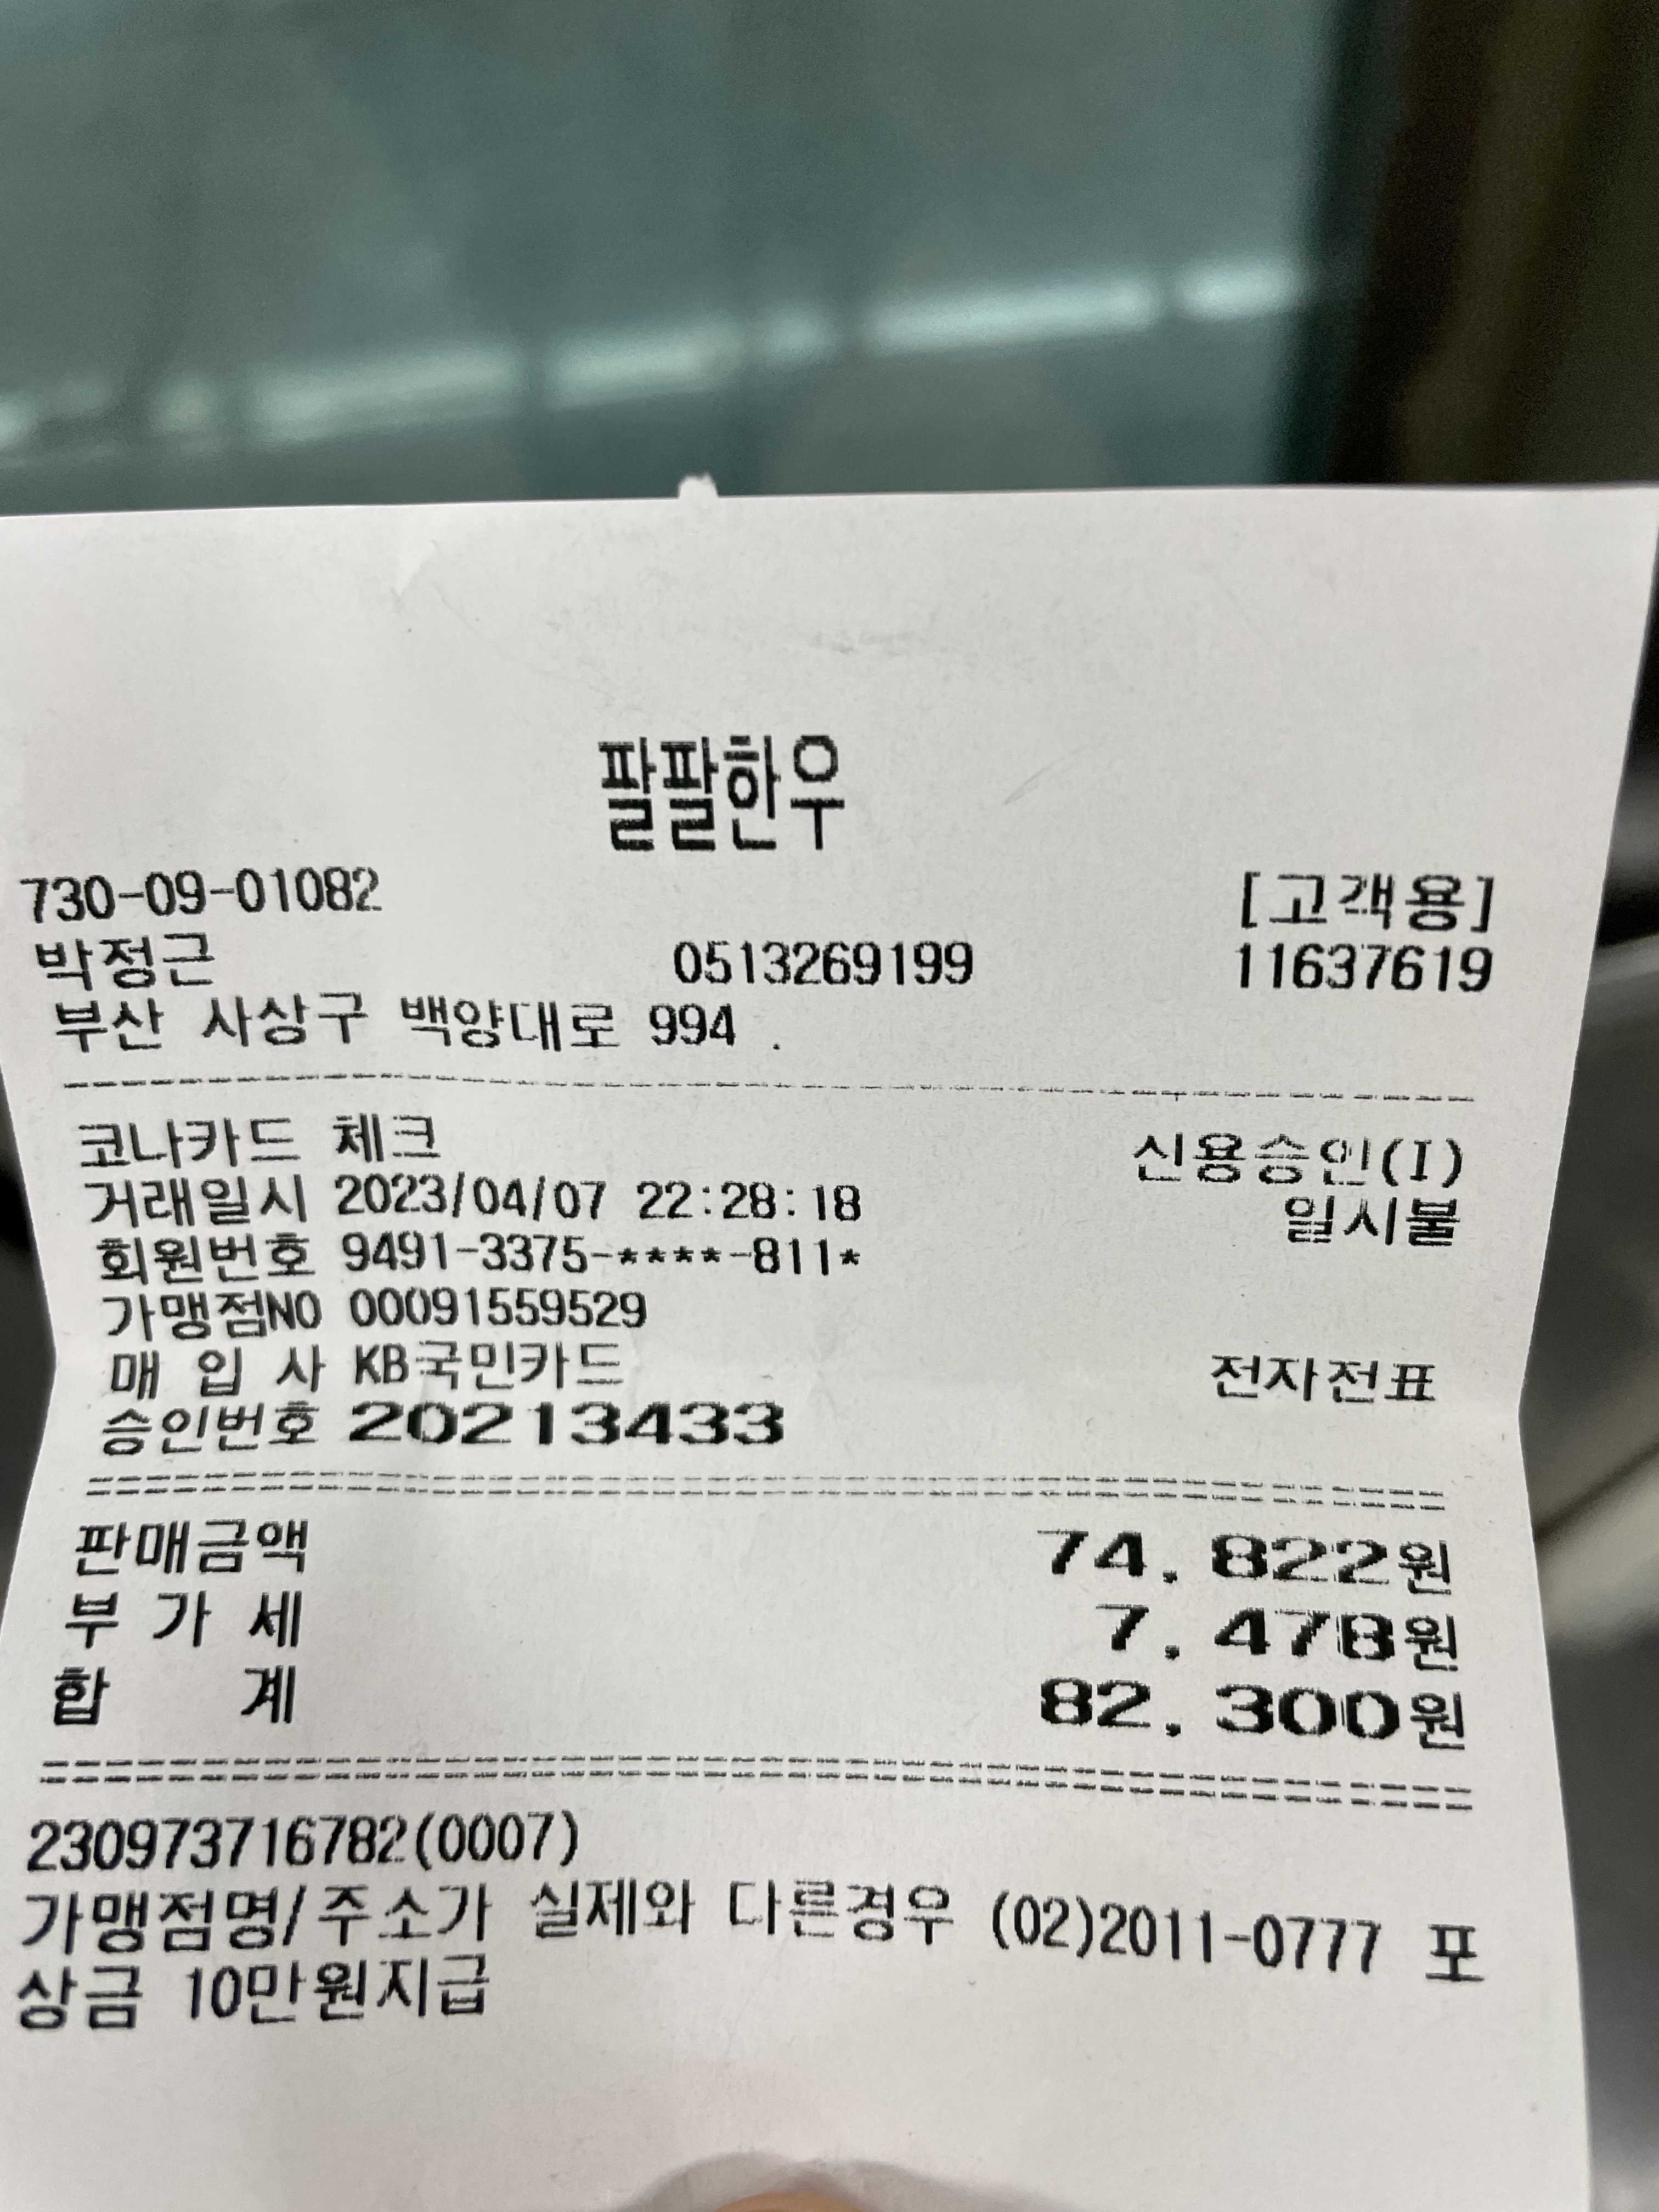 팔팔한우
730-09-01082 [고객용]
박정근 0513269199 11637619
부산 사상구 백양대로 994 .
코나카드 체크 신용승인(I)
거래일시 2023/04/07 22:28:18 일시불
회원번호 9491-3375-****-811*
가맹점NO 00091559529
매 입 사 KB국민카드 전자전표
승인번호 20213433
판매금액 74,822원
부 가 세 7,478원
합 계 82,300원
230973716782(0007)
가맹점명/주소가 실제와 다른경우 (02)2011-0777 포
상금 10만원지급